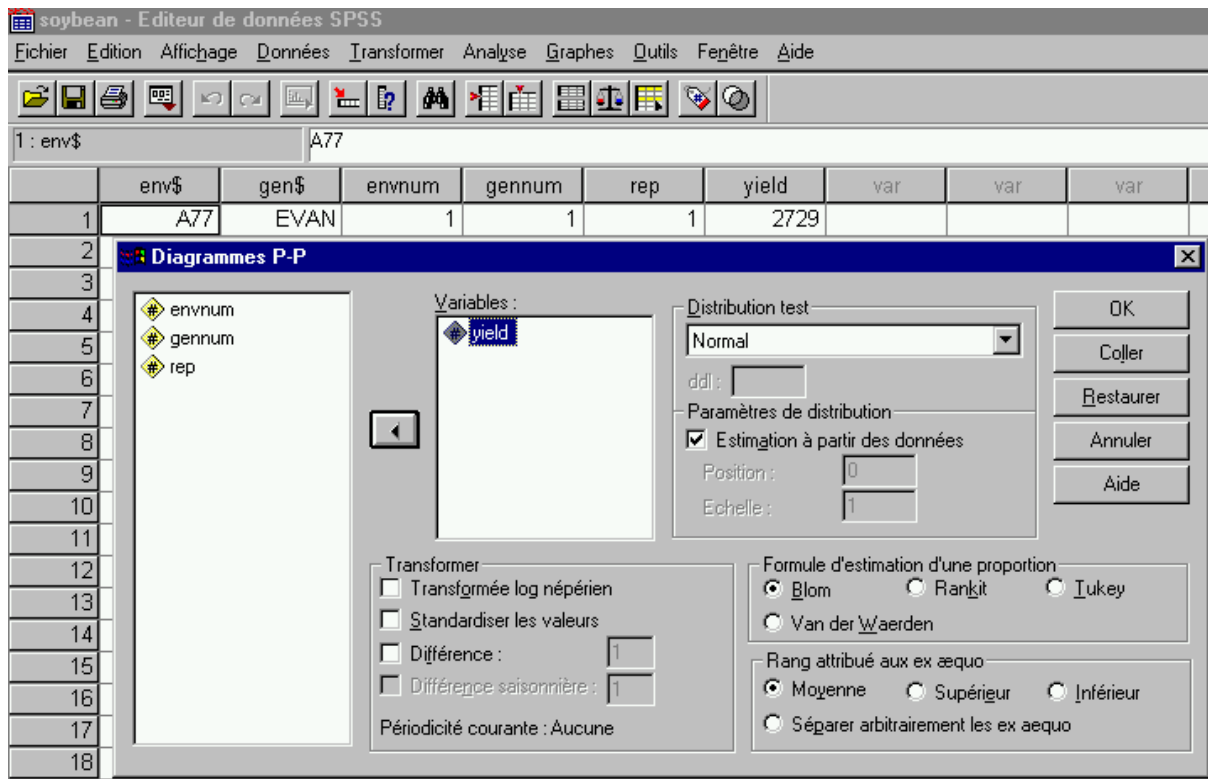 soybean - Editeur de données SPSS
Fichier Edition Affichage Données Transformer Analyse Graphes Outils Fenêtre Aide
1 : env$ A77
env$ gen$ envnum gennum rep yield var var var
1 A77 EVAN 1 1 1 2729
2
Diagrammes P-P
3
4
5
6
7
8
9
10
11
12
13
14
15
16
17
18
envnum
gennum
rep
Variables :
yield
Distribution test
Normal
ddl :
Paramètres de distribution
Estimation à partir des données
Position : 0
Echelle : 1
OK
Coller
Restaurer
Annuler
Aide
Transformer
Transformée log népérien
Standardiser les valeurs
Différence : 1
Différence saisonnière : 1
Périodicité courante : Aucune
Formule d'estimation d'une proportion
Blom Rankit Tukey
Van der Waerden
Rang attribué aux ex æquo
Moyenne Supérieur Inférieur
Séparer arbitrairement les ex aequo